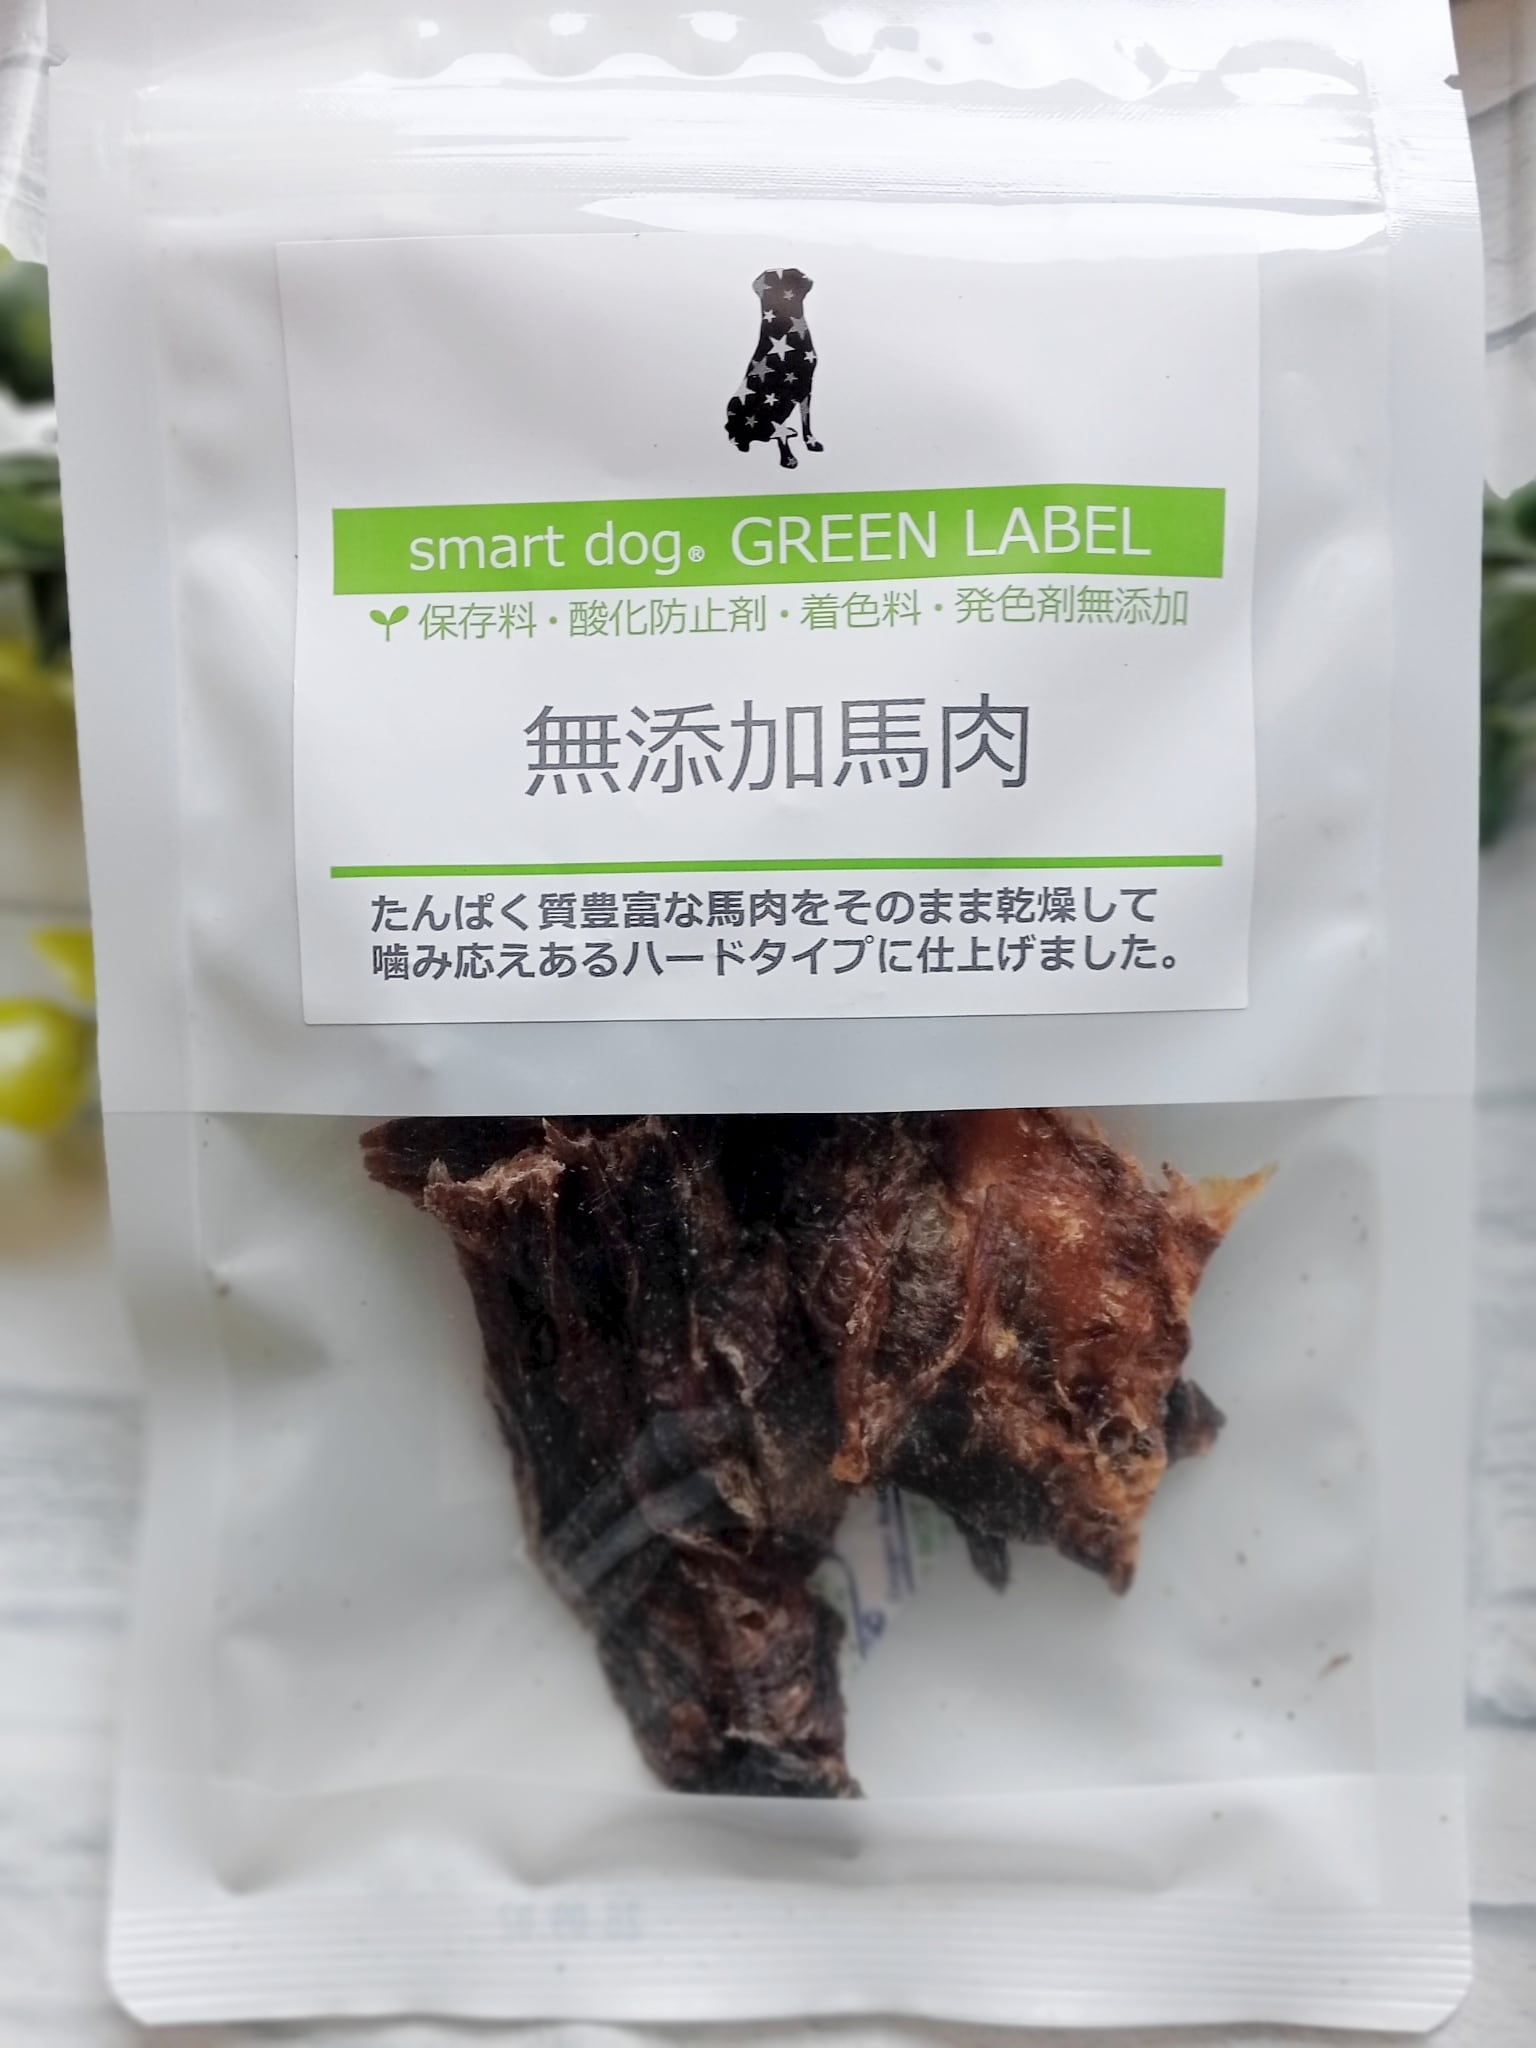 smart dog® GREEN LABEL
保存料・酸化防止剤・着色料・発色剤無添加
無添加馬肉
たんぱく質豊富な馬肉をそのまま乾燥して
噛み応えあるハードタイプに仕上げました。